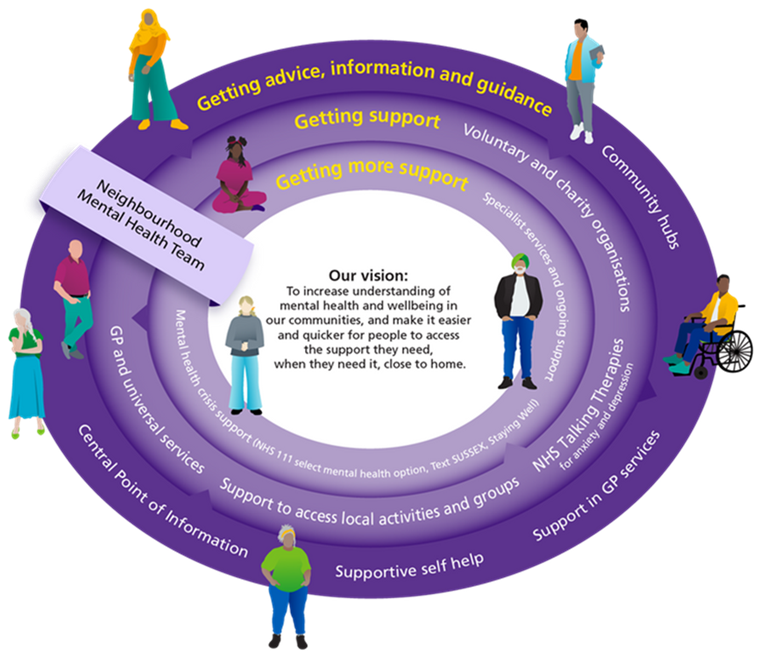 Getting advice, information and guidance
Community hubs
Support in GP services
Supportive self help
Central Point of Information
Getting support
Voluntary and charity organisations
NHS Talking Therapies
for anxiety and depression
Support to access local activities and groups
GP and universal services
Getting more support
Specialist services and ongoing support
Mental health crisis support (NHS 111 select mental health option, Text SUSSEX, Staying Well)
Neighbourhood
Mental Health Team
Our vision:
To increase understanding of
mental health and wellbeing in
our communities, and make it easier
and quicker for people to access
the support they need,
when they need it, close to home.